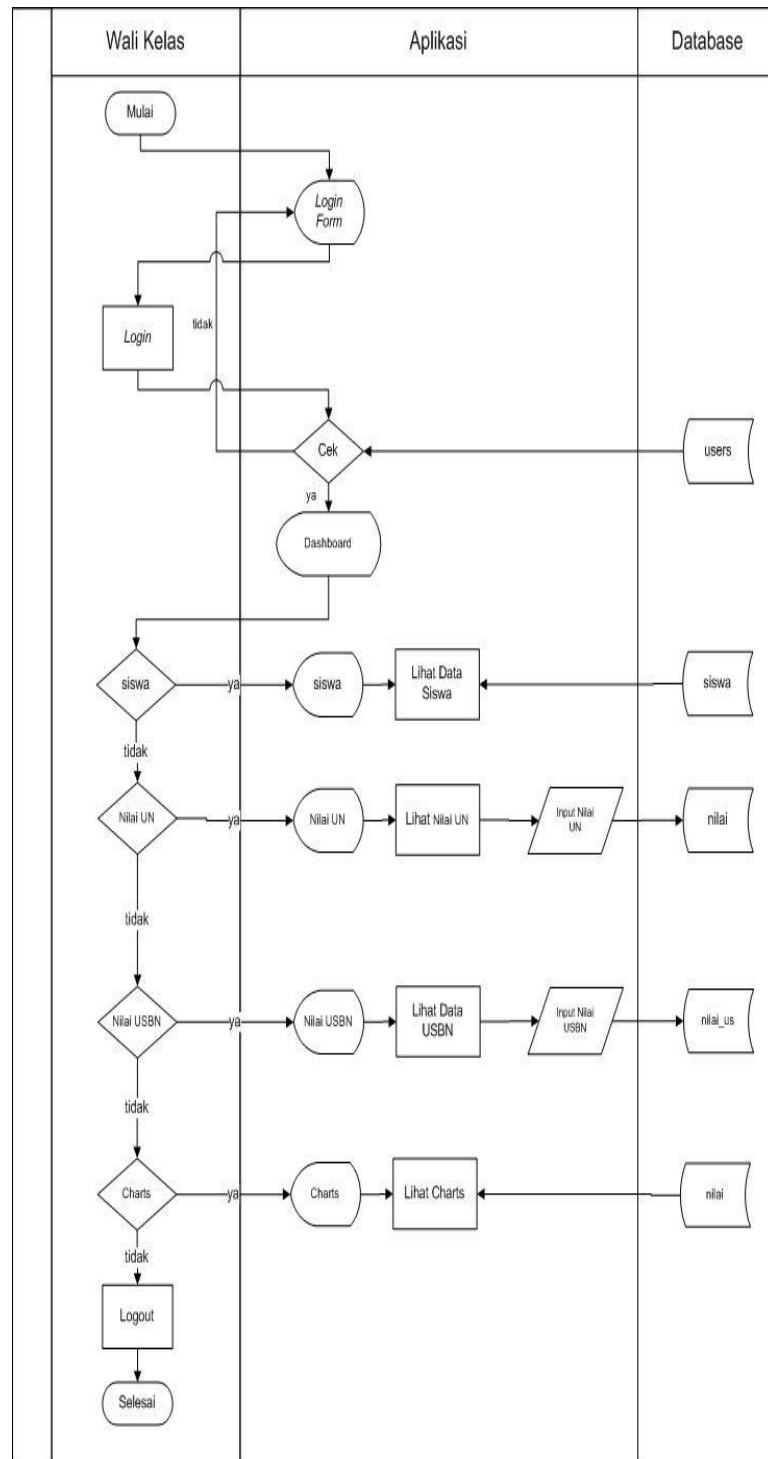 Wali Kelas
Aplikasi
Database
Mulai
Login
Form
Login
tidak
Cek
users
ya
Dashboard
siswa
ya
siswa
Lihat Data
Siswa
siswa
tidak
Nilai UN
ya
Nilai UN
Lihat Nilai UN
Input Nilai
UN
nilai
tidak
Nilai USBN
ya
Nilai USBN
Lihat Data
USBN
Input Nilai
USBN
nilai_us
tidak
Charts
ya
Charts
Lihat Charts
nilai
tidak
Logout
Selesai